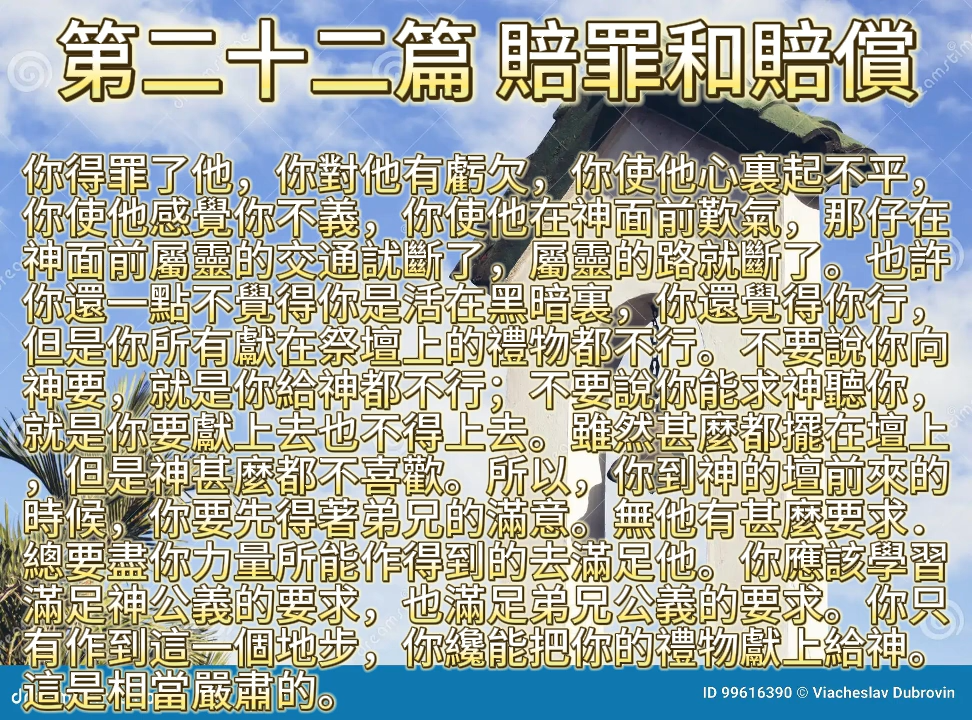 第二十二篇 賠罪和賠償
你得罪了他，你對他有虧欠，你使他心裏起不平，
你使他感覺你不義，你使他在神面前歎氣，那仔在
神面前屬靈的交通就斷了，屬靈的路就斷了。也許
你還一點不覺得你是活在黑暗裏，你還覺得你行，
但是你所有獻在祭壇上的禮物都不行。不要說你向
神要，就是你給神都不行；不要說你能求神聽你，
就是你要獻上去也不得上去。雖然甚麼都擺在壇上
，但是神甚麼都不喜歡。所以，你到神的壇前來的
時候，你要先得著弟兄的滿意。無他有甚麼要求．
總要盡你力量所能作得到的去滿足他。你應該學習
滿足神公義的要求，也滿足弟兄公義的要求。你只
有作到這一個地步，你纔能把你的禮物獻上給神。
這是相當嚴肅的。
ID 99616390 © Viacheslav Dubrovin